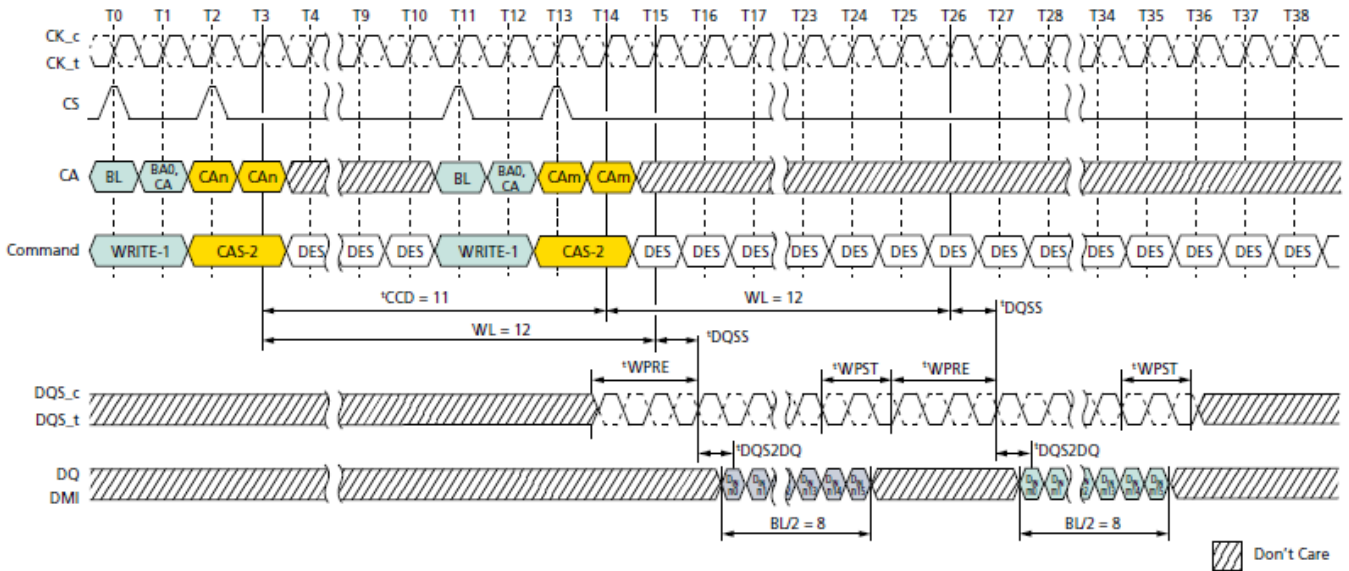 T0 T1 T2 T3 T4 T9 T10 T11 T12 T13 T14 T15 T16 T17 T23 T24 T25 T26 T27 T28 T34 T35 T36 T37 T38
CK_c
CK_t
CS
CA BL BA0, CA CAn CAn BL BA0, CA CAm CAm
Command WRITE-1 CAS-2 DES DES DES WRITE-1 CAS-2 DES DES DES DES DES DES DES DES DES DES DES DES DES DES
tCCD = 11 WL = 12 tDQSS
WL = 12 tDQSS
tWPRE tWPST tWPRE tWPST
DQS_c
DQS_t
tDQS2DQ tDQS2DQ
DQ
DMI
BL/2 = 8 BL/2 = 8
Don't Care